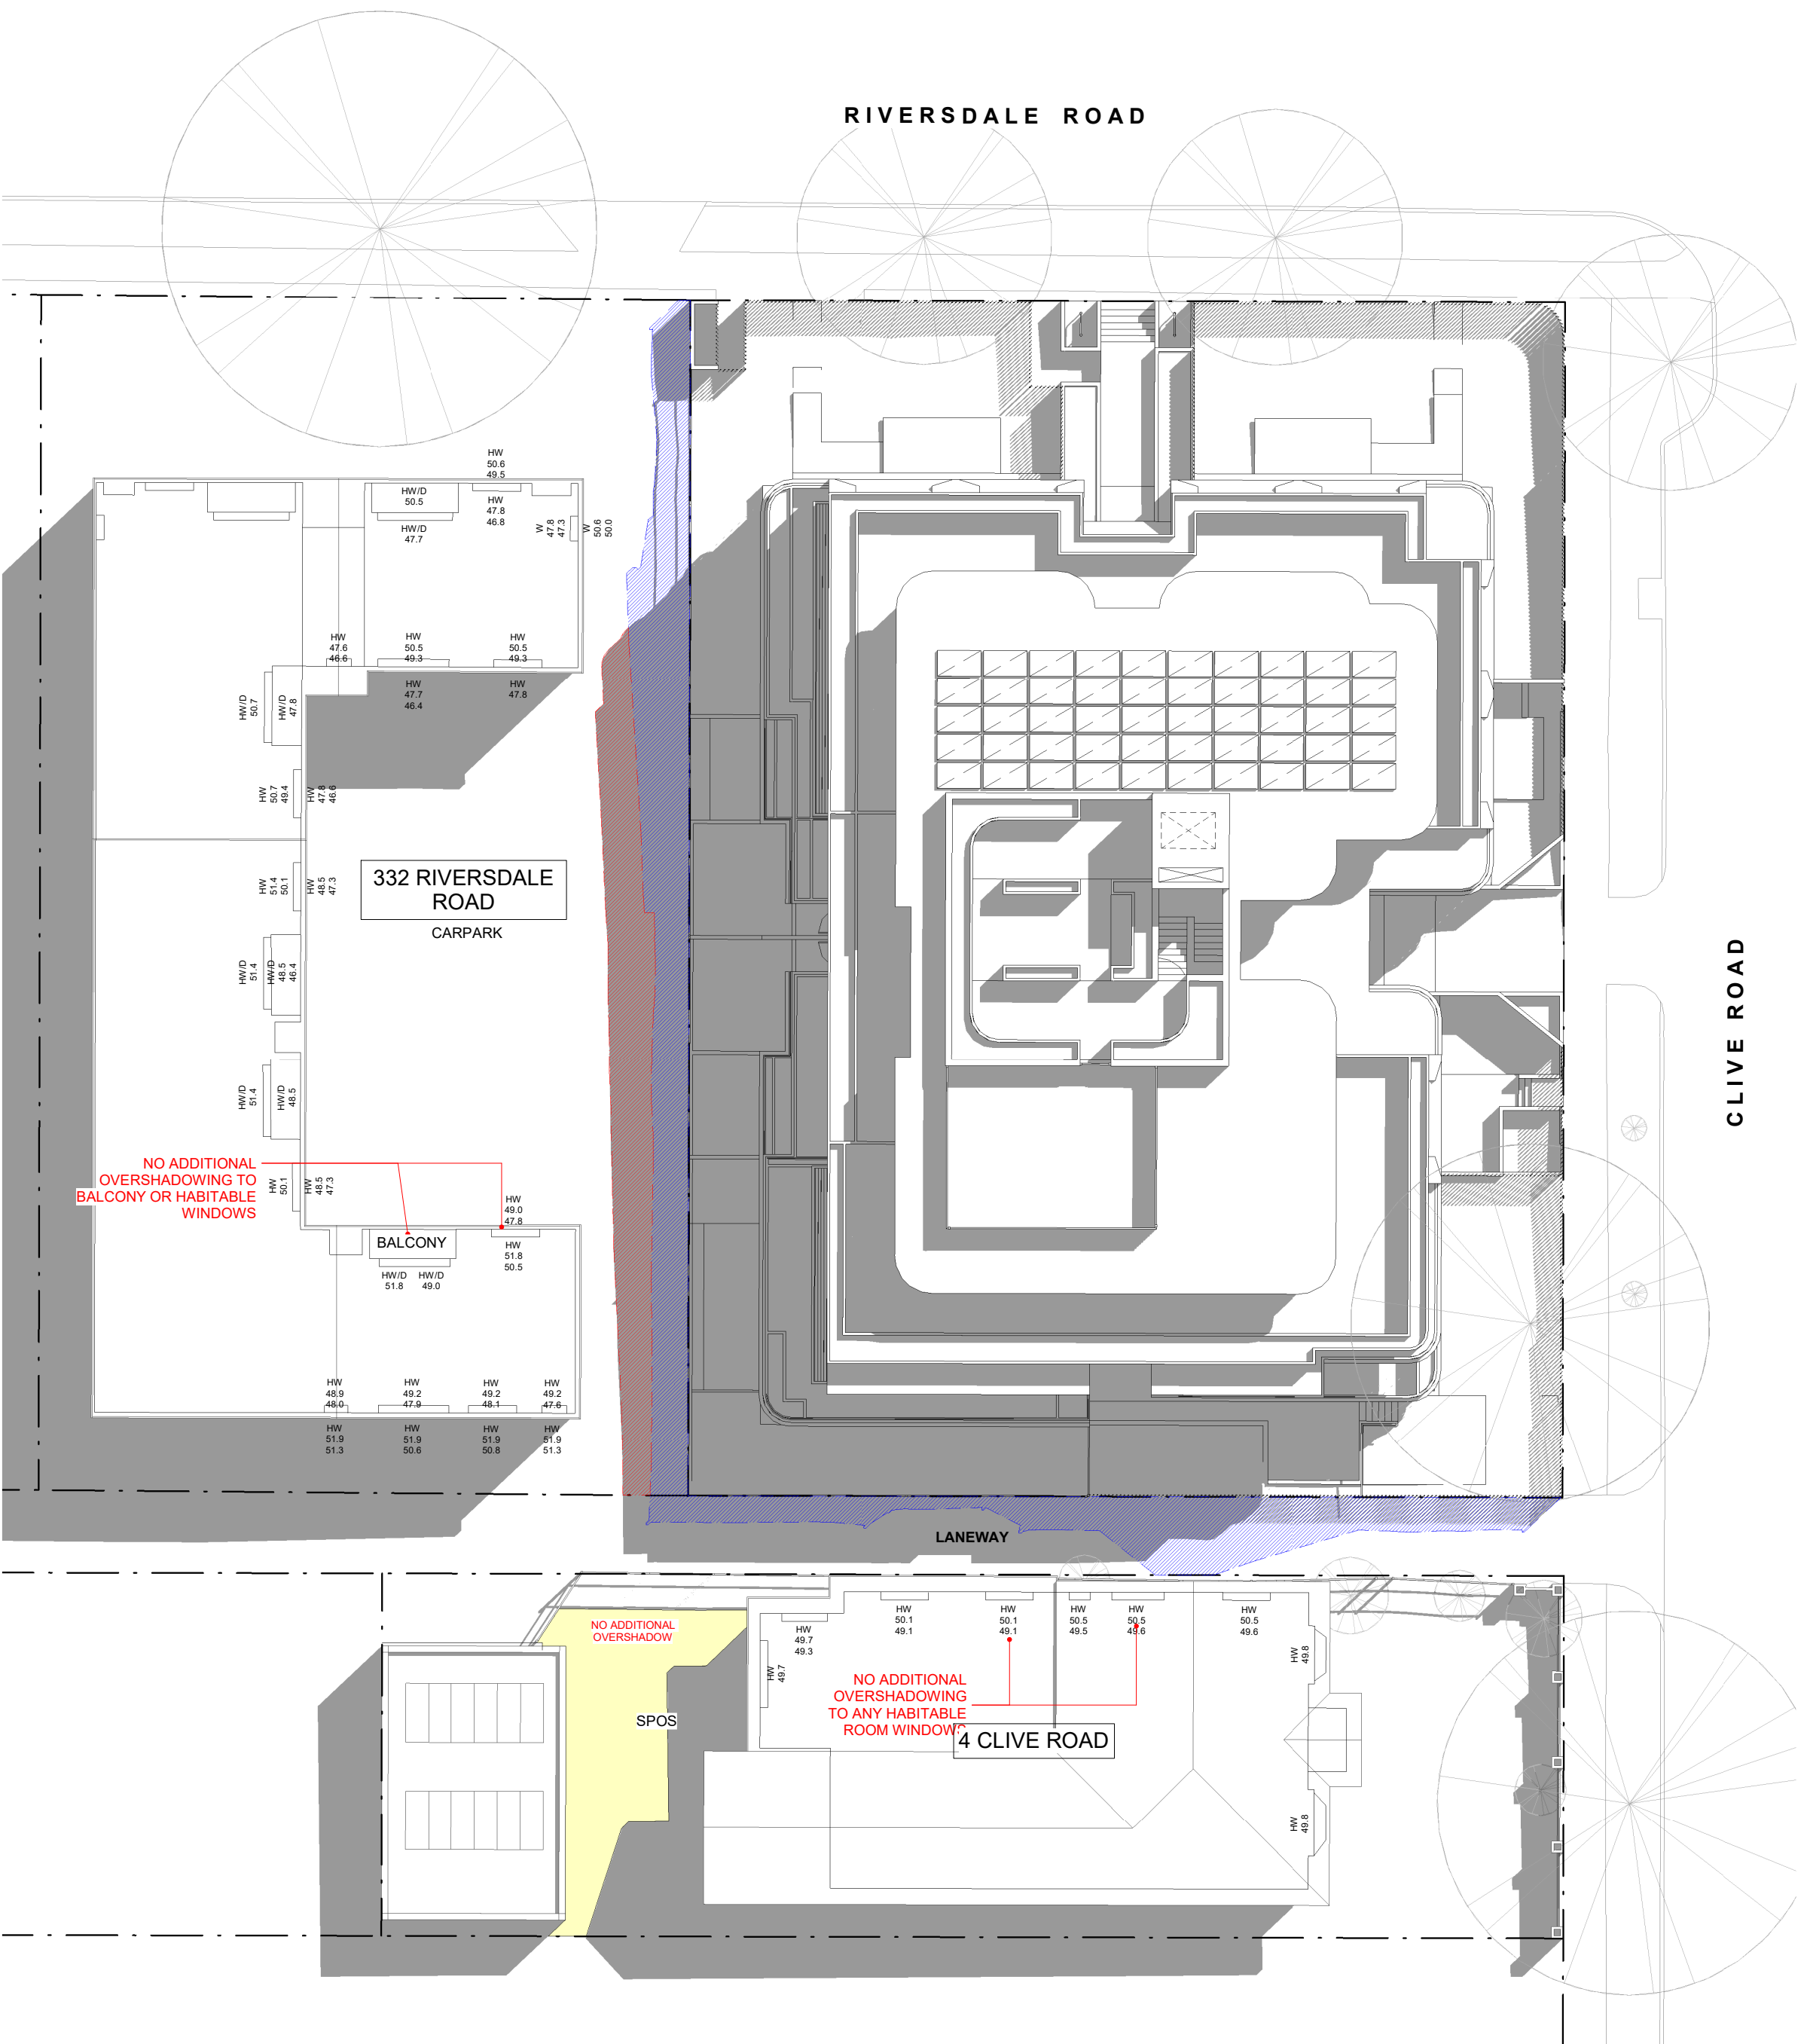 RIVERSDALE ROAD
HW
50.6
49.5
HW/D
50.5
HW
47.8
46.8
HW/D
47.7
W
47.8
47.3
W
50.6
50.0
HW
47.6
46.6
HW
50.5
49.3
HW
50.5
49.3
HW
47.7
46.4
HW
47.8
HW/D
50.7
HW/D
47.8
HW
50.7
49.4
HW
47.8
46.6
332 RIVERSDALE
ROAD
CARPARK
HW
51.4
50.1
HW
48.5
47.3
HW/D
51.4
HW/D
48.5
46.4
CLIVE ROAD
HW/D
51.4
HW/D
48.5
NO ADDITIONAL
OVERSHADOWING TO
BALCONY OR HABITABLE
WINDOWS
HW
50.1
HW
48.5
47.3
HW
49.0
47.8
BALCONY
HW
51.8
50.5
HW/D
51.8
HW/D
49.0
HW
48.9
48.0
HW
49.2
47.9
HW
49.2
48.1
HW
49.2
47.6
HW
51.9
51.3
HW
51.9
50.6
HW
51.9
50.8
HW
51.9
51.3
LANEWAY
NO ADDITIONAL
OVERSHADOW
HW
49.7
49.3
HW
50.1
49.1
HW
50.1
49.1
HW
50.5
49.5
HW
50.5
49.6
HW
50.5
49.6
HW
49.7
HW
49.8
NO ADDITIONAL
OVERSHADOWING
TO ANY HABITABLE
ROOM WINDOWS
SPOS
4 CLIVE ROAD
HW
49.8